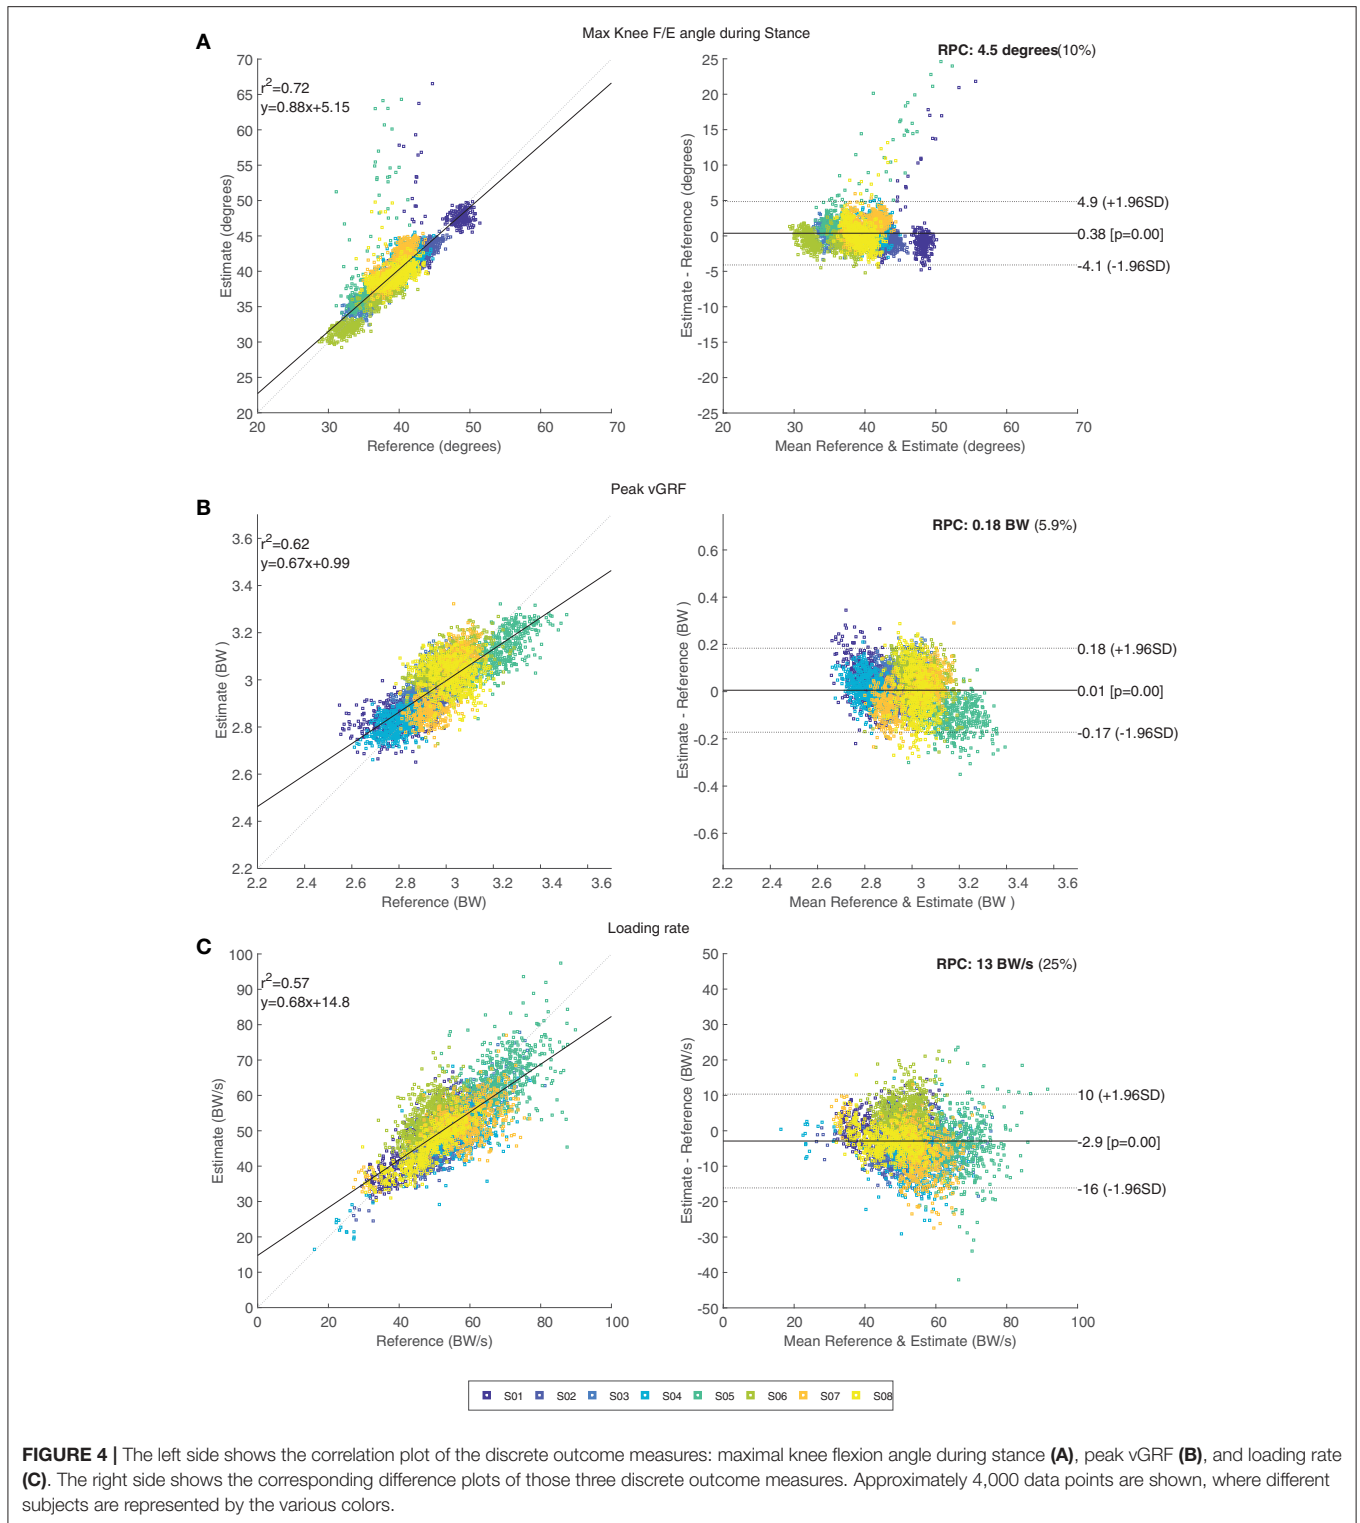 A
Max Knee F/E angle during Stance
r2=0.72
y=0.88x+5.15
70
65
60
55
50
45
40
35
30
25
20
Estimate (degrees)
20 30 40 50 60 70
Reference (degrees)
RPC: 4.5 degrees(10%)
25
20
15
10
5
0
-5
-10
-15
-20
-25
Estimate - Reference (degrees)
4.9 (+1.96SD)
0.38 [p=0.00]
-4.1 (-1.96SD)
20 30 40 50 60 70
Mean Reference & Estimate (degrees)
B
Peak vGRF
r2=0.62
y=0.67x+0.99
3.6
3.4
3.2
3
2.8
2.6
2.4
2.2
Estimate (BW )
2.2 2.4 2.6 2.8 3 3.2 3.4 3.6
Reference (BW)
RPC: 0.18 BW (5.9%)
0.6
0.4
0.2
0
-0.2
-0.4
-0.6
Estimate - Reference (BW )
0.18 (+1.96SD)
0.01 [p=0.00]
-0.17 (-1.96SD)
2.2 2.4 2.6 2.8 3 3.2 3.4 3.6
Mean Reference & Estimate (BW )
C
Loading rate
r2=0.57
y=0.68x+14.8
100
90
80
70
60
50
40
30
20
10
0
Estimate (BW/s)
0 20 40 60 80 100
Reference (BW/s)
RPC: 13 BW/s (25%)
50
40
30
20
10
0
-10
-20
-30
-40
-50
Estimate - Reference (BW/s)
10 (+1.96SD)
-2.9 [p=0.00]
-16 (-1.96SD)
0 20 40 60 80 100
Mean Reference & Estimate (BW/s)
S01 S02 S03 S04 S05 S06 S07 S08
FIGURE 4 | The left side shows the correlation plot of the discrete outcome measures: maximal knee flexion angle during stance (A), peak vGRF (B), and loading rate
(C). The right side shows the corresponding difference plots of those three discrete outcome measures. Approximately 4,000 data points are shown, where different
subjects are represented by the various colors.